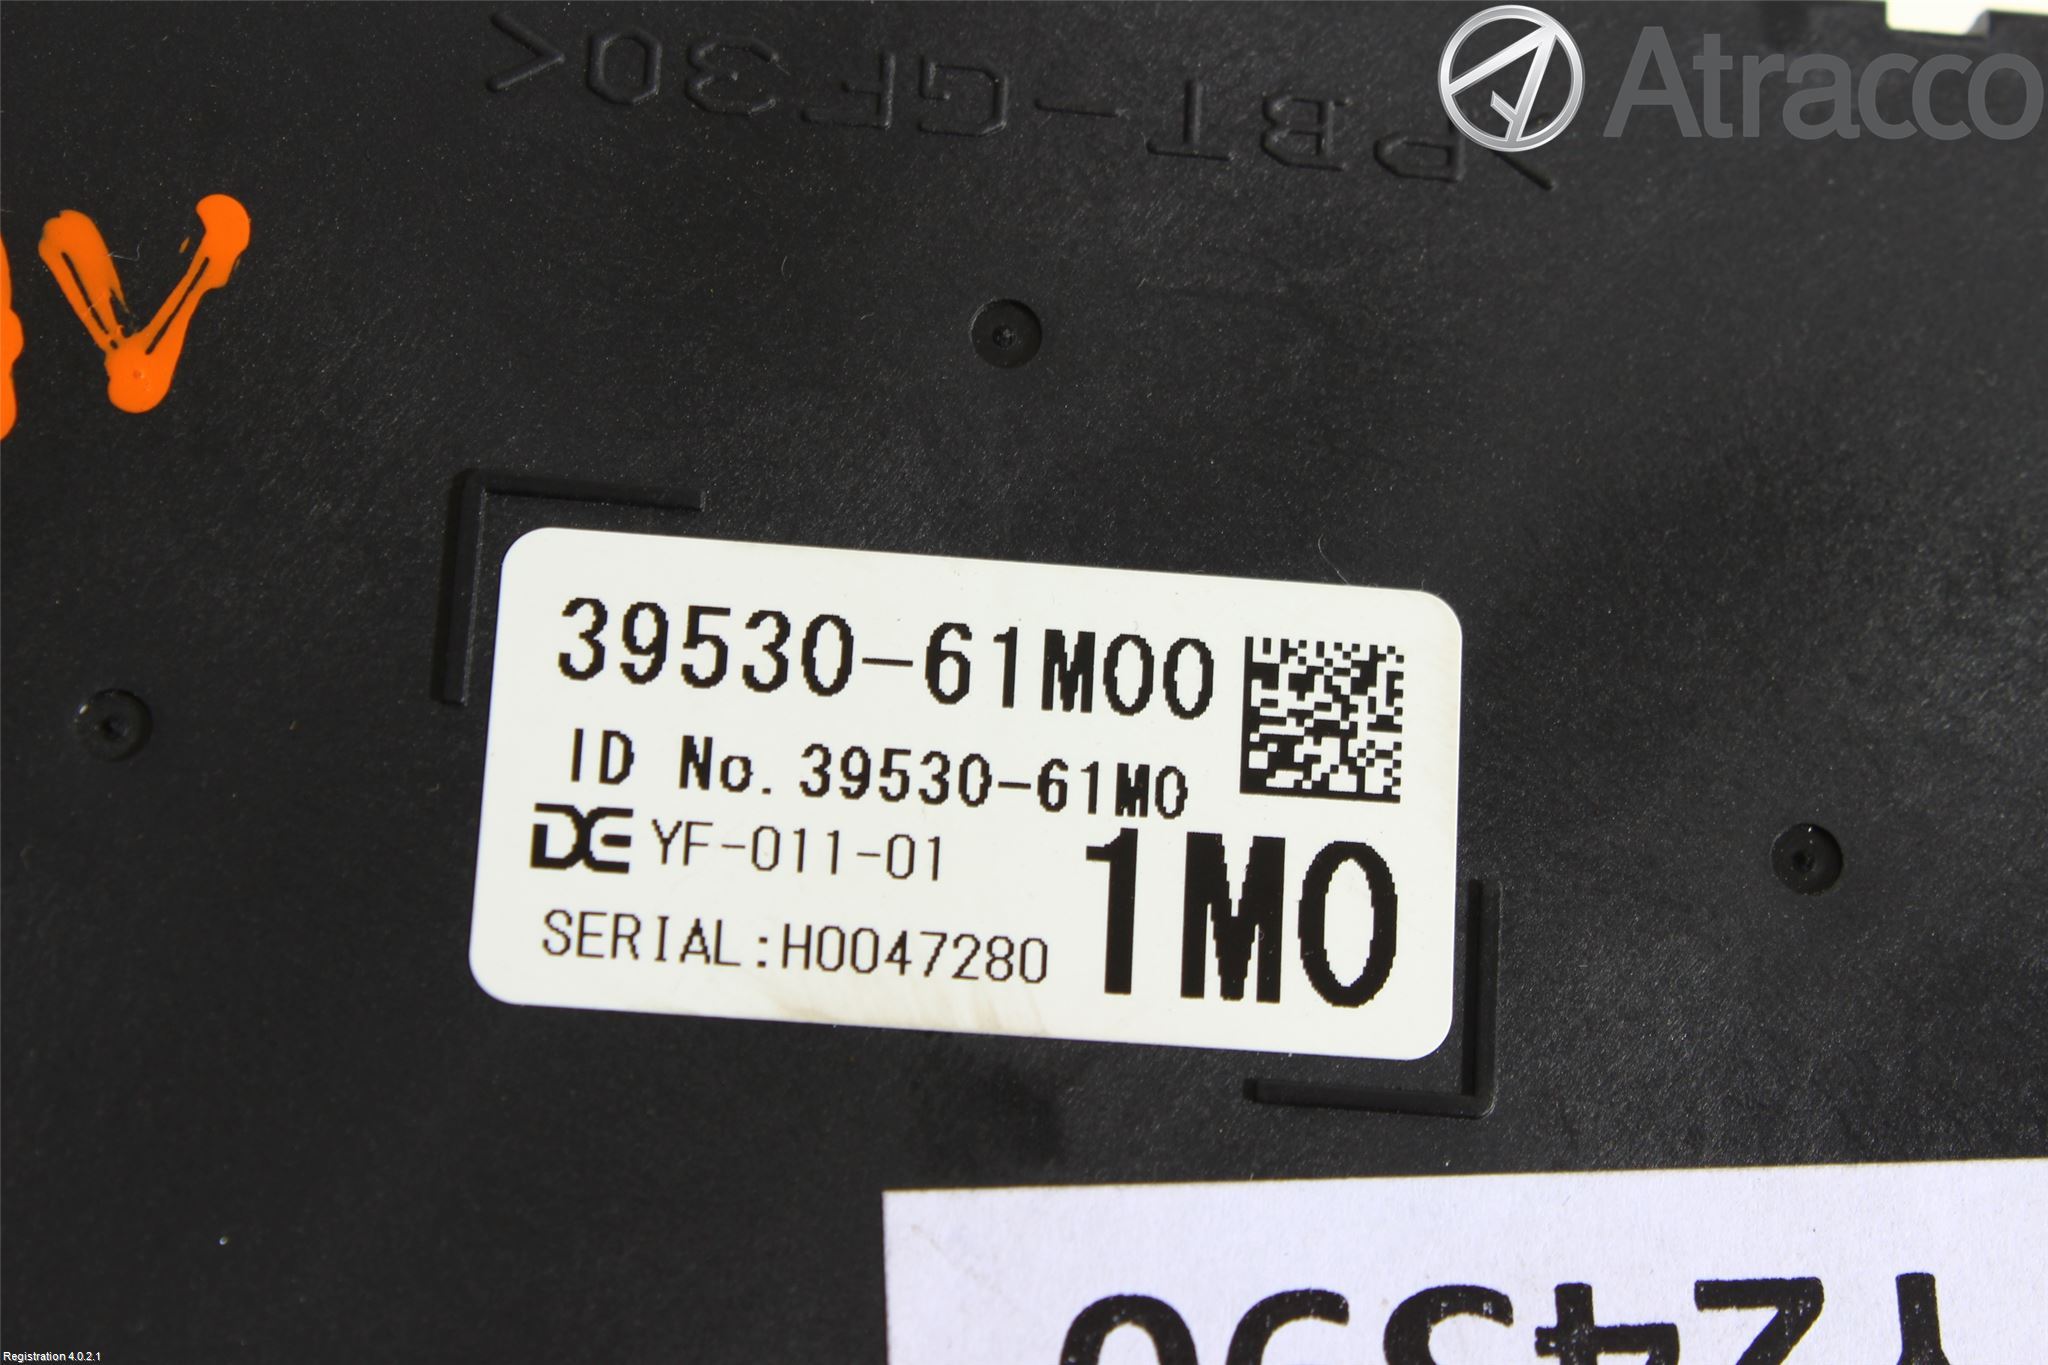 Atracco
>PBT-GF30<
39530-61M00
ID No. 39530-61M0
DE YF-011-01
1M0
SERIAL:H0047280
Registration 4.0.2.1